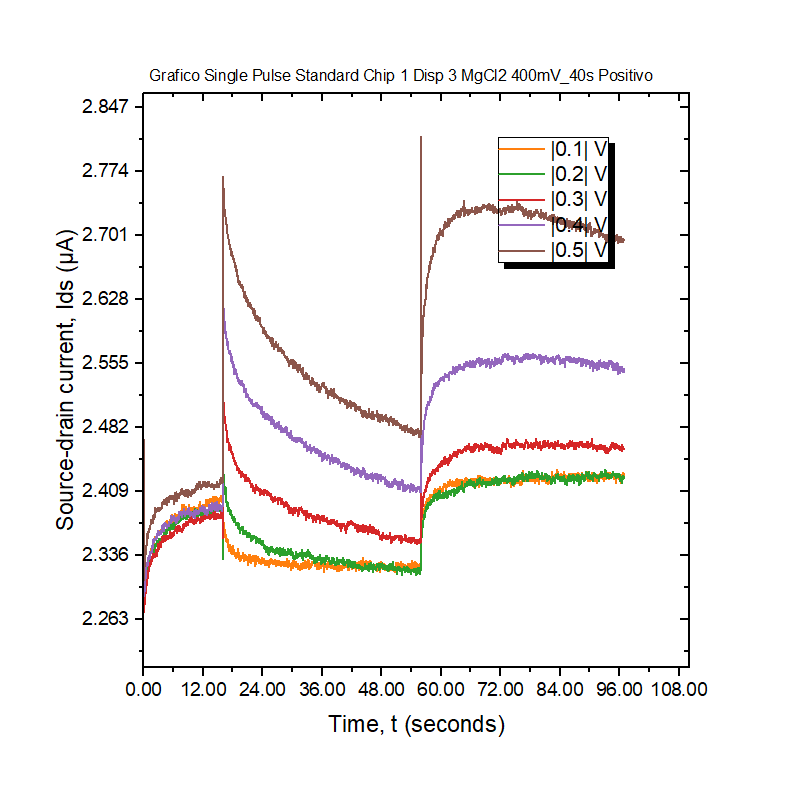 Grafico Single Pulse Standard Chip 1 Disp 3 MgCl2 400mV_40s Positivo
2.847
2.774
2.701
2.628
2.555
2.482
2.409
2.336
2.263
Source-drain current, Ids (µA)
|0.1| V
|0.2| V
|0.3| V
|0.4| V
|0.5| V
0.00 12.00 24.00 36.00 48.00 60.00 72.00 84.00 96.00 108.00
Time, t (seconds)